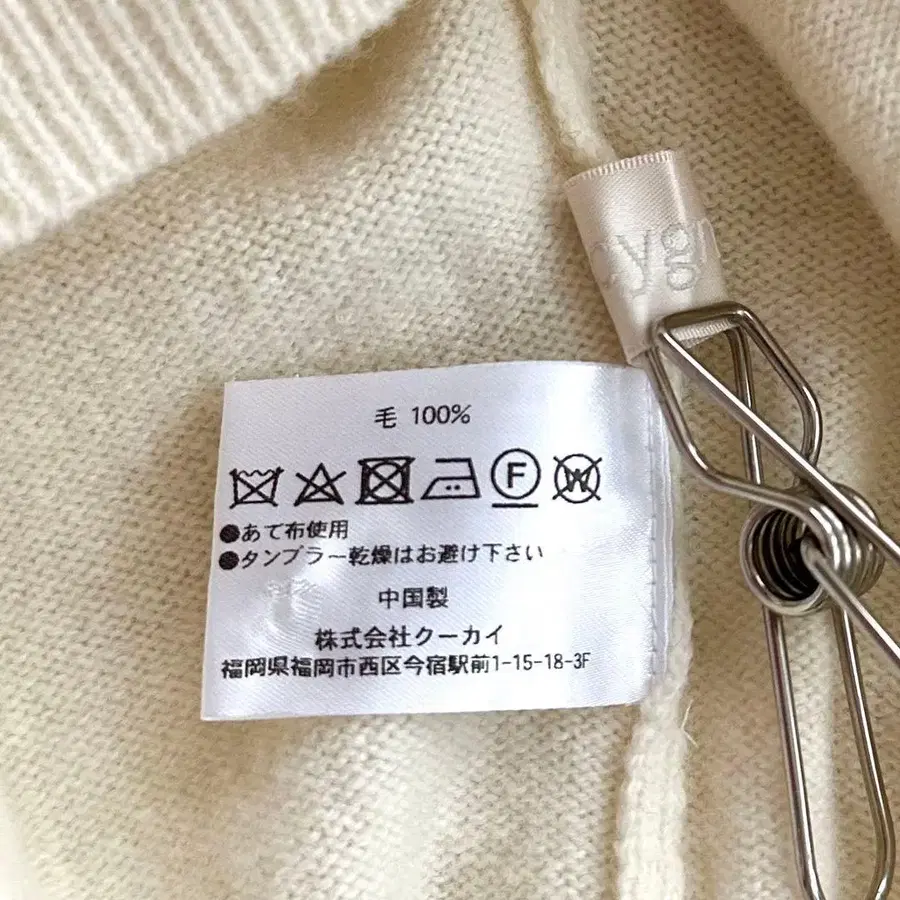 cyg
毛 100%
F W
●あて布使用
●タンブラー乾燥はお避け下さい
中国製
株式会社クーカイ
福岡県福岡市西区今宿駅前1-15-18-3F